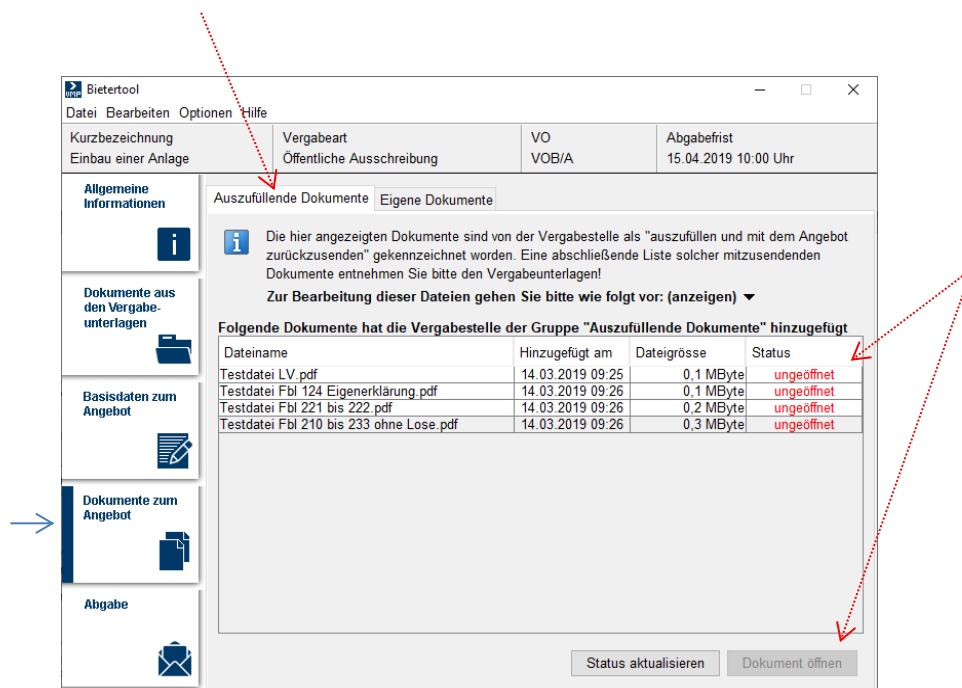 VMP Bietertool
Datei Bearbeiten Optionen Hilfe
Kurzbezeichnung Vergabeart VO Abgabefrist
Einbau einer Anlage Öffentliche Ausschreibung VOB/A 15.04.2019 10:00 Uhr
Allgemeine
Informationen
Dokumente aus
den Vergabe-
unterlagen
Basisdaten zum
Angebot
Dokumente zum
Angebot
Abgabe
Auszufüllende Dokumente Eigene Dokumente
Die hier angezeigten Dokumente sind von der Vergabestelle als "auszufüllen und mit dem Angebot
zurückzusenden" gekennzeichnet worden. Eine abschließende Liste solcher mitzusendenden
Dokumente entnehmen Sie bitte den Vergabeunterlagen!
Zur Bearbeitung dieser Dateien gehen Sie bitte wie folgt vor: (anzeigen)
Folgende Dokumente hat die Vergabestelle der Gruppe "Auszufüllende Dokumente" hinzugefügt
Dateiname Hinzugefügt am Dateigrösse Status
Testdatei LV.pdf 14.03.2019 09:25 0,1 MByte ungeöffnet
Testdatei Fbl 124 Eigenerklärung.pdf 14.03.2019 09:26 0,1 MByte ungeöffnet
Testdatei Fbl 221 bis 222.pdf 14.03.2019 09:26 0,2 MByte ungeöffnet
Testdatei Fbl 210 bis 233 ohne Lose.pdf 14.03.2019 09:26 0,3 MByte ungeöffnet
Status aktualisieren Dokument öffnen